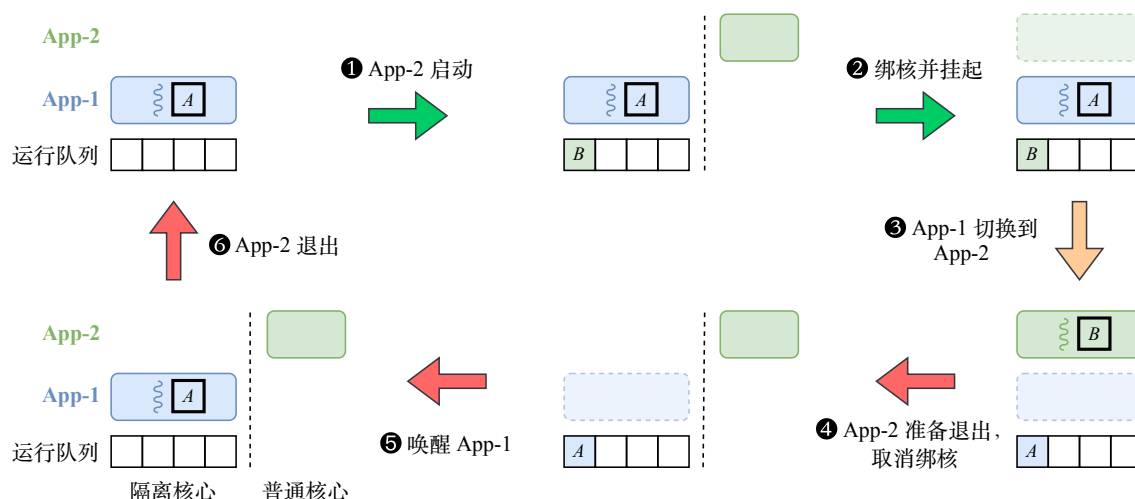 App-2
App-1
A
运行队列
❶ App-2 启动
A
B
❷ 绑核并挂起
A
B
❸ App-1 切换到
App-2
❻ App-2 退出
App-2
App-1
A
运行队列
隔离核心
普通核心
❺ 唤醒 App-1
A
❹ App-2 准备退出，
取消绑核
B
A